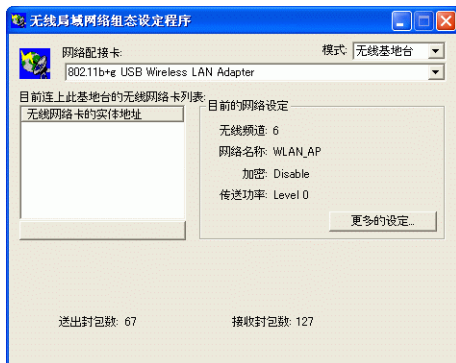 无线局域网络组态设定程序
网络配接卡:
模式: 无线基地台
802.11b+g USB Wireless LAN Adapter
目前连上此基地台的无线网络卡列表:
无线网络卡的实体地址
目前的网络设定
无线频道: 6
网络名称: WLAN_AP
加密: Disable
传送功率: Level 0
更多的设定...
送出封包数: 67
接收封包数: 127